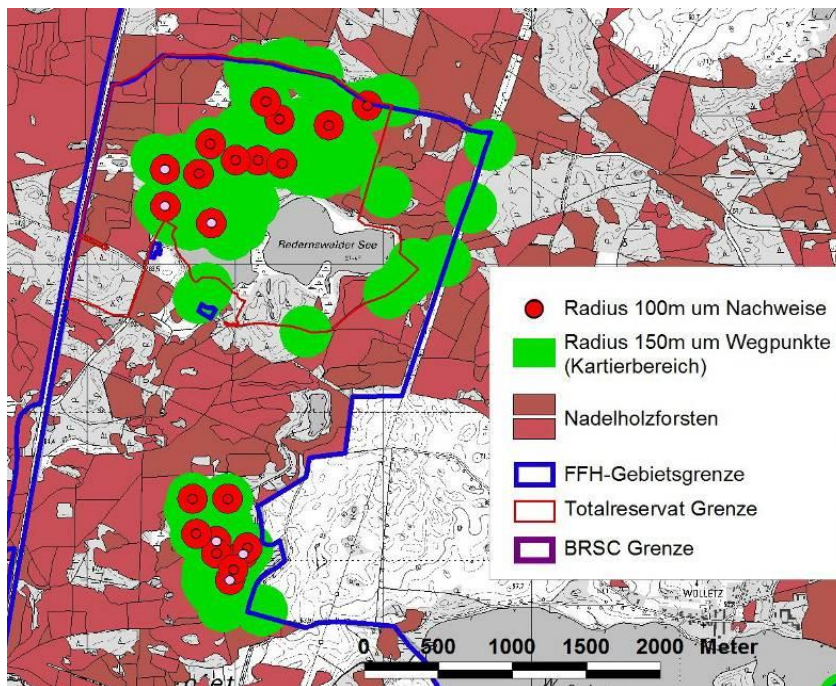 Redernswalder See
Radius 100m um Nachweise
Radius 150m um Wegpunkte
(Kartierbereich)
Nadelholzforsten
FFH-Gebietsgrenze
Totalreservat Grenze
BRSC Grenze
WOLLETZ
0 500 1000 1500 2000 Meter